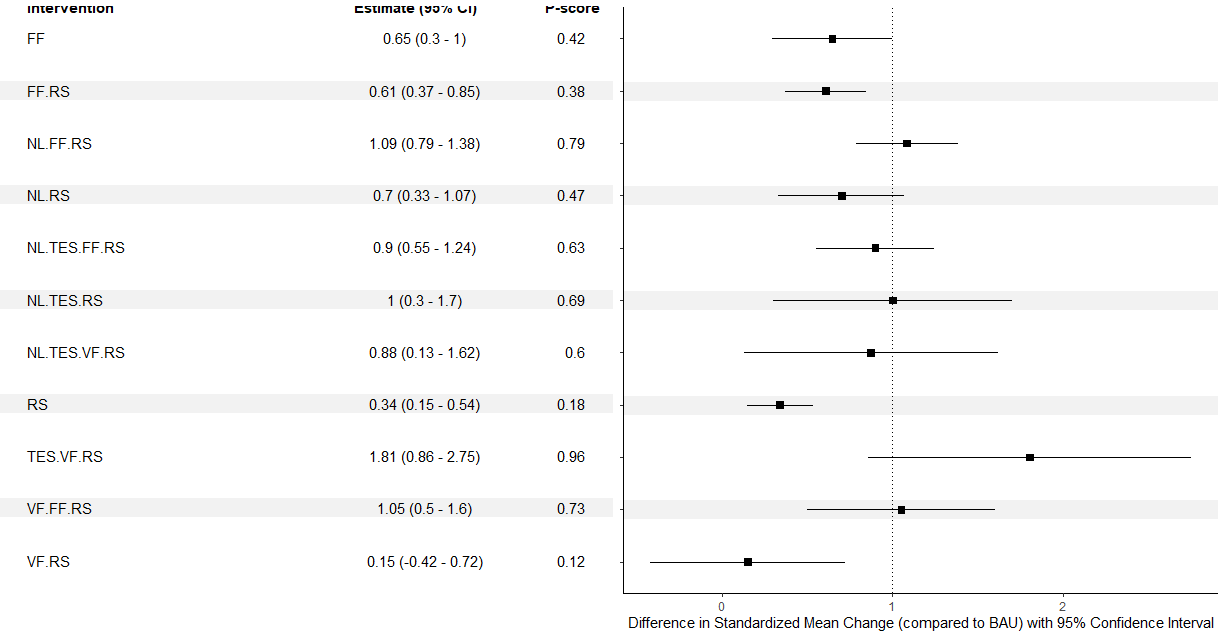 Intervention Estimate (95% CI) P-score
FF 0.65 (0.3 - 1) 0.42
FF.RS 0.61 (0.37 - 0.85) 0.38
NL.FF.RS 1.09 (0.79 - 1.38) 0.79
NL.RS 0.7 (0.33 - 1.07) 0.47
NL.TES.FF.RS 0.9 (0.55 - 1.24) 0.63
NL.TES.RS 1 (0.3 - 1.7) 0.69
NL.TES.VF.RS 0.88 (0.13 - 1.62) 0.6
RS 0.34 (0.15 - 0.54) 0.18
TES.VF.RS 1.81 (0.86 - 2.75) 0.96
VF.FF.RS 1.05 (0.5 - 1.6) 0.73
VF.RS 0.15 (-0.42 - 0.72) 0.12
0 1 2
Difference in Standardized Mean Change (compared to BAU) with 95% Confidence Interval